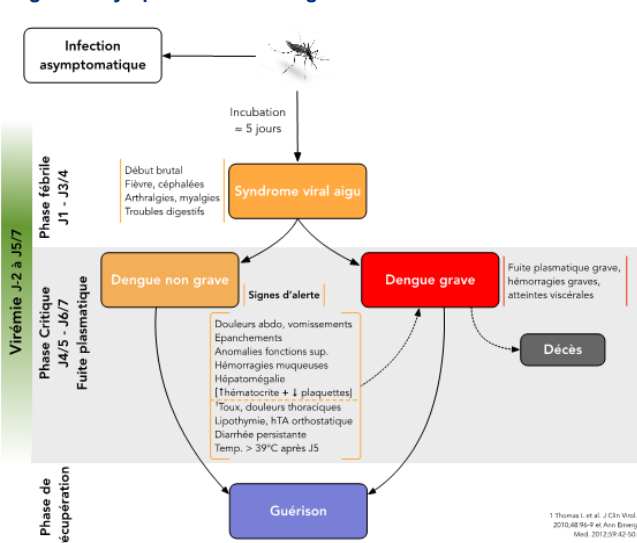 Infection
asymptomatique
Incubation
≈ 5 jours
Virémie J-2 à J5/7
Phase fébrile
J1 - J3/4
Début brutal
Fièvre, céphalées
Arthralgies, myalgies
Troubles digestifs
Syndrome viral aigu
Phase Critique
J4/5 - J6/7
Fuite plasmatique
Dengue non grave
Dengue grave
Fuite plasmatique grave,
hémorragies graves,
atteintes viscérales
Signes d'alerte
Douleurs abdo, vomissements
Epanchements
Anomalies fonctions sup.
Hémorragies muqueuses
Hépatomégalie
[↑hématocrite + ↓ plaquettes]
¹Toux, douleurs thoraciques
Lipothymie, hTA orthostatique
Diarrhée persistante
Temp. > 39°C après J5
Décès
Phase de
écupération
Guérison
1 Thomas L et al. J Clin Virol.
2010;48:96-9 et Ann Emerg
Med. 2012;59:42-50.